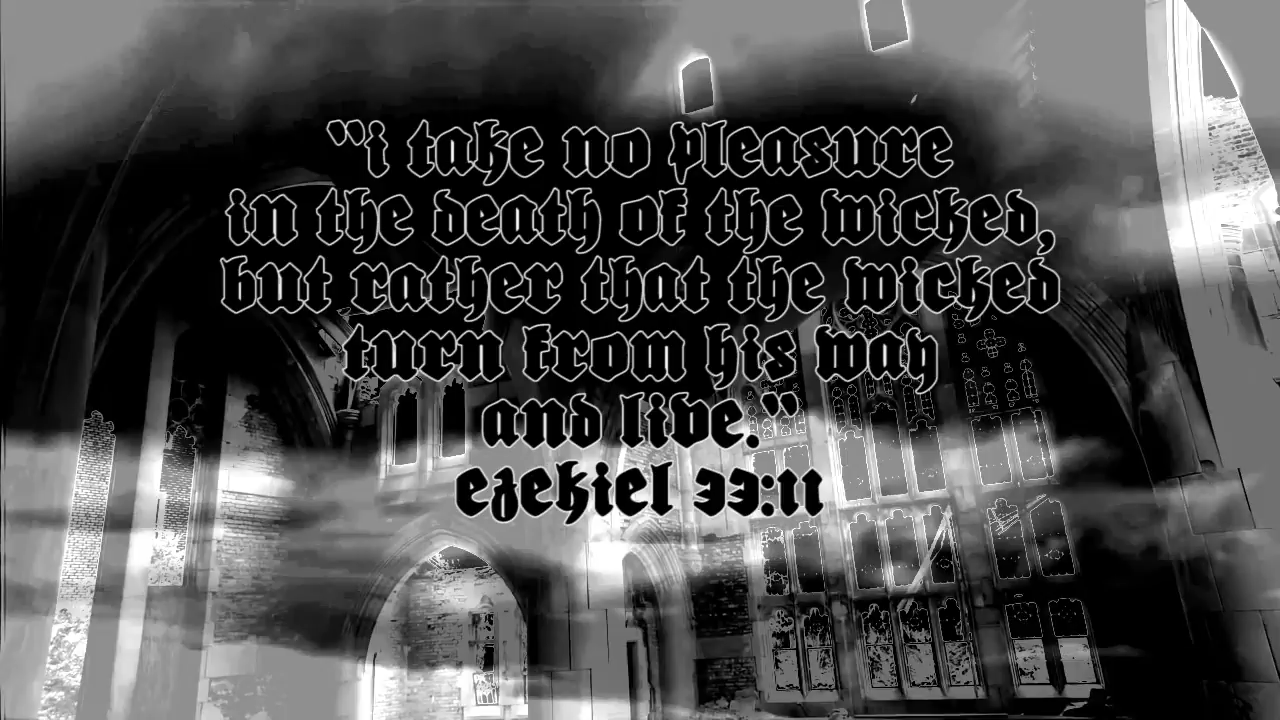 "i take no pleasure
in the death of the wicked,
but rather that the wicked
turn from his way
and live."
ezekiel 33:11